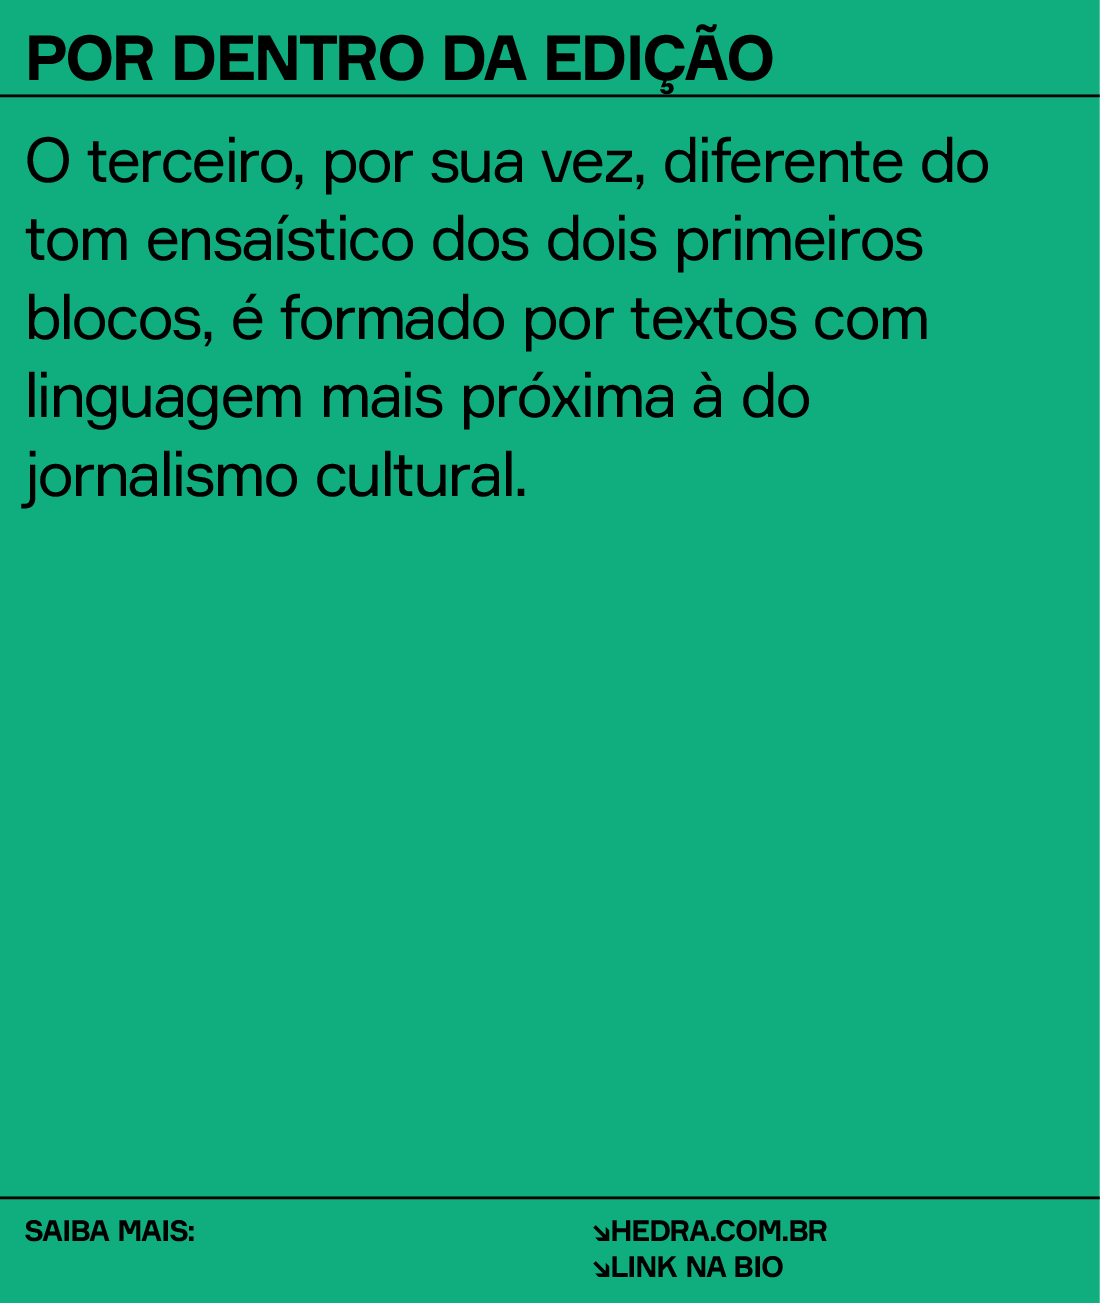 POR DENTRO DA EDIÇÃO
O terceiro, por sua vez, diferente do
tom ensaístico dos dois primeiros
blocos, é formado por textos com
linguagem mais próxima à do
jornalismo cultural.
SAIBA MAIS:
↘HEDRA.COM.BR
↘LINK NA BIO